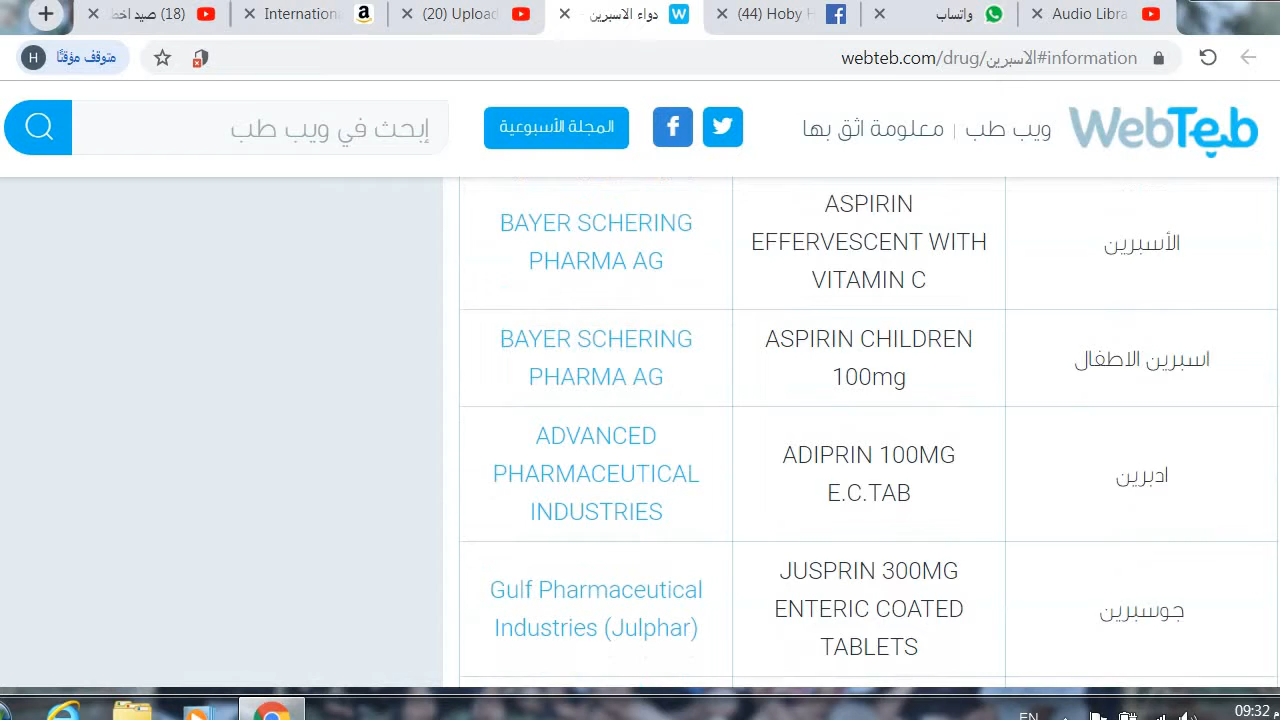 Audio Libra
واتساب
(44) Hoby H
دواء الاسبرين
(20) Upload
Internationa
(18) صيد اخط
webteb.com/drug/الاسبرين#information
متوقف مؤقتًا
H
WebTeb
ويب طب | معلومة اثق بها
المجلة الأسبوعية
إبحث في ويب طب
الأسبرين
ASPIRIN
EFFERVESCENT WITH
VITAMIN C
BAYER SCHERING
PHARMA AG
اسبرين الاطفال
ASPIRIN CHILDREN
100mg
BAYER SCHERING
PHARMA AG
ادبرين
ADIPRIN 100MG
E.C.TAB
ADVANCED
PHARMACEUTICAL
INDUSTRIES
جوسبرين
JUSPRIN 300MG
ENTERIC COATED
TABLETS
Gulf Pharmaceutical
Industries (Julphar)
EN
09:32